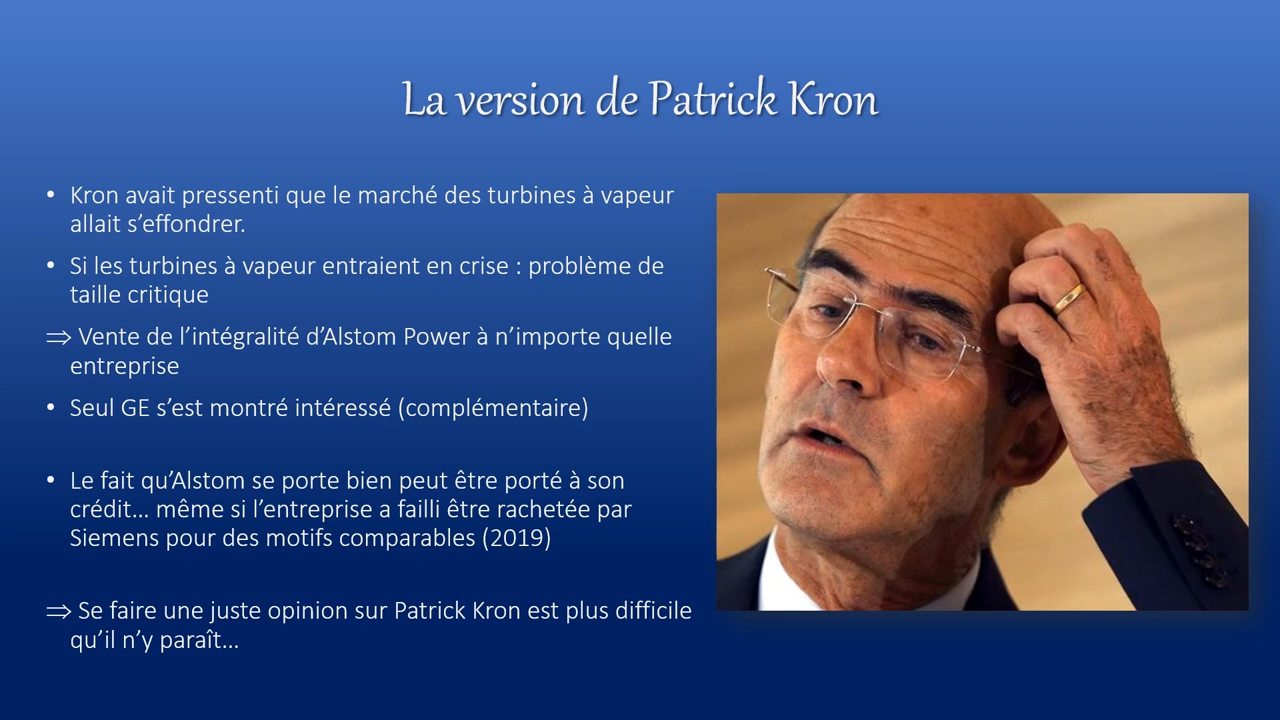 La version de Patrick Kron
• Kron avait pressenti que le marché des turbines à vapeur
allait s’effondrer.
• Si les turbines à vapeur entraient en crise : problème de
taille critique
⇒ Vente de l’intégralité d’Alstom Power à n’importe quelle
entreprise
• Seul GE s’est montré intéressé (complémentaire)
• Le fait qu’Alstom se porte bien peut être porté à son
crédit… même si l’entreprise a failli être rachetée par
Siemens pour des motifs comparables (2019)
⇒ Se faire une juste opinion sur Patrick Kron est plus difficile
qu’il n’y paraît…